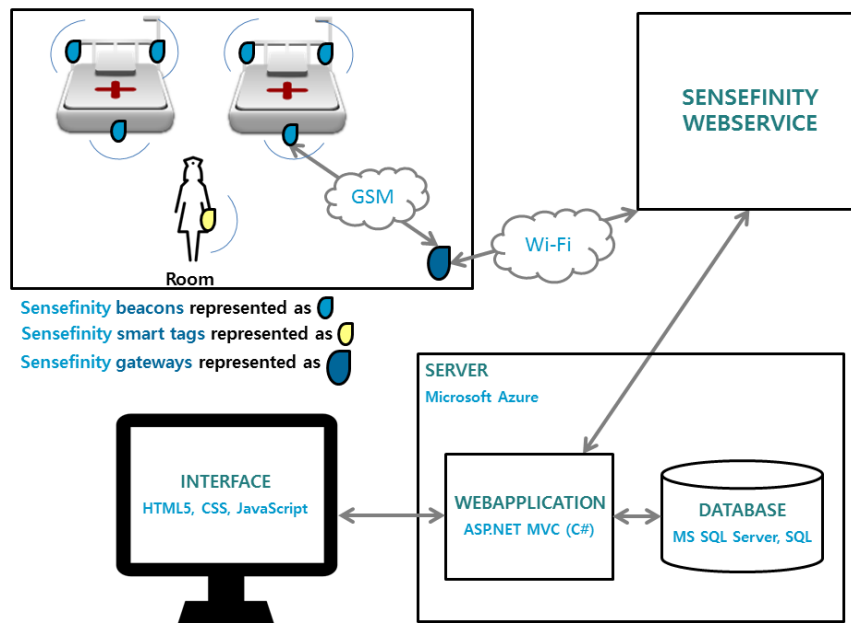 SENSEFINITY
WEBSERVICE
GSM
Wi-Fi
Room
Sensefinity beacons represented as
Sensefinity smart tags represented as
Sensefinity gateways represented as
SERVER
Microsoft Azure
INTERFACE
HTML5, CSS, JavaScript
WEBAPPLICATION
ASP.NET MVC (C#)
DATABASE
MS SQL Server, SQL